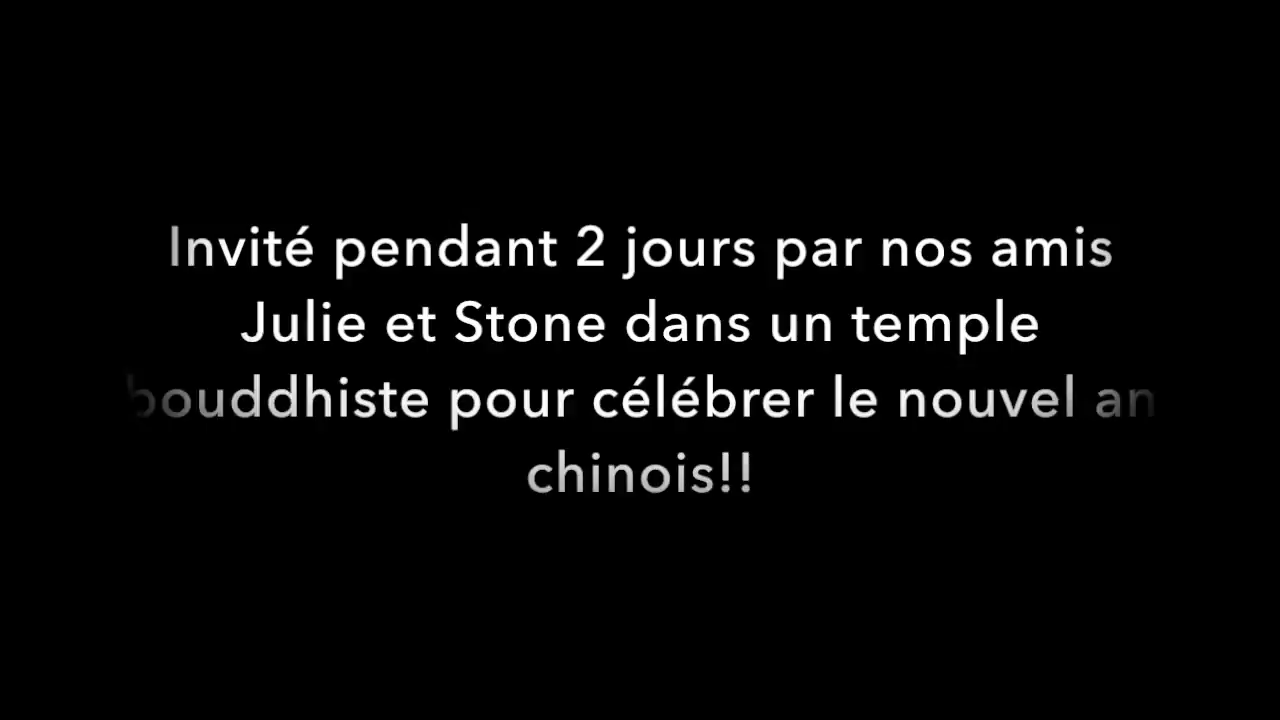 Invité pendant 2 jours par nos amis
Julie et Stone dans un temple
bouddhiste pour célébrer le nouvel an
chinois!!